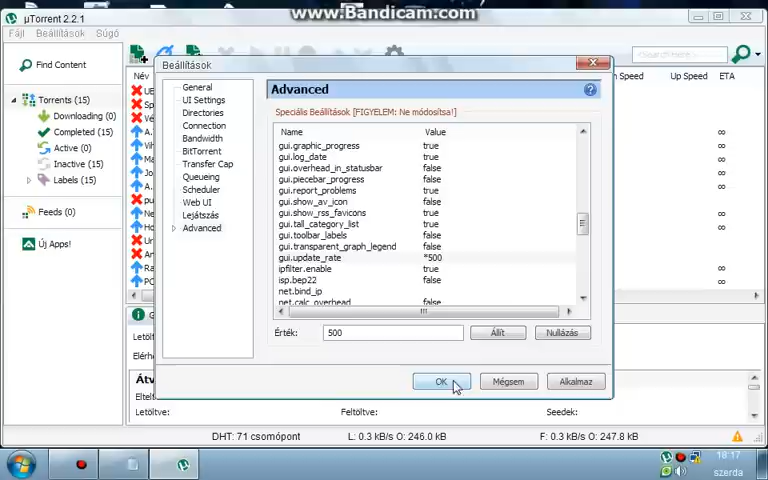 www.Bandicam.com
µTorrent 2.2.1
Fájl Beállítások Súgó
Find Content
Torrents (15)
Downloading (0)
Completed (15)
Active (0)
Inactive (15)
Labels (15)
Feeds (0)
Új Apps!
Név
n Speed Up Speed ETA
Beállítások
General
UI Settings
Directories
Connection
Bandwidth
BitTorrent
Transfer Cap
Queueing
Scheduler
Web UI
Lejátszás
Advanced
Advanced
Speciális Beállítások [FIGYELEM: Ne módosítsa!]
Name Value
gui.graphic_progress true
gui.log_date true
gui.overhead_in_statusbar false
gui.piecebar_progress false
gui.report_problems true
gui.show_av_icon false
gui.show_rss_favicons true
gui.tall_category_list true
gui.toolbar_labels false
gui.transparent_graph_legend false
gui.update_rate *500
ipfilter.enable true
isp.bep22 false
net.bind_ip
net.calc_overhead false
Érték: 500 Állít Nullázás
OK Mégsem Alkalmaz
Letöltve: Feltöltve: Seedek:
DHT: 71 csomópont L: 0.3 kB/s O: 246.0 kB F: 0.3 kB/s O: 247.8 kB
18:17
szerda